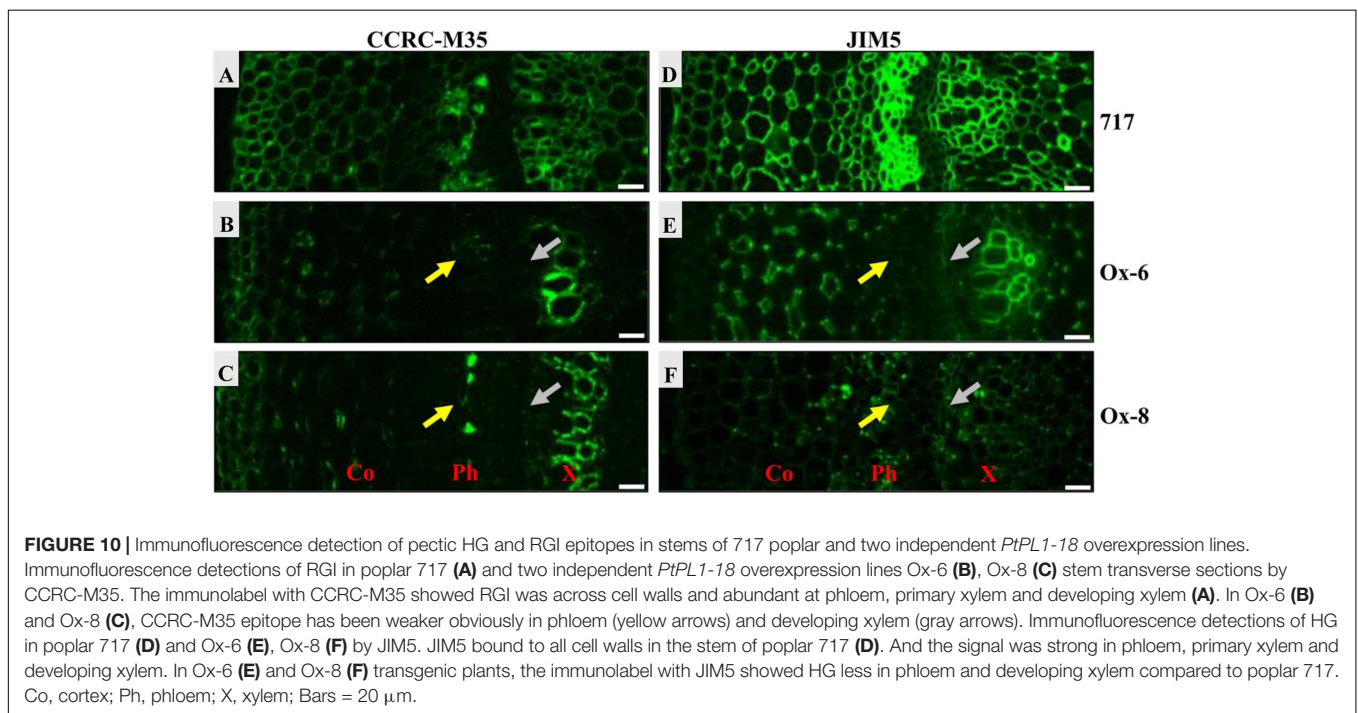 CCRC-M35
JIM5
A
D
717
B
E
Ox-6
C
F
Ox-8
Co
Ph
X
Co
Ph
X
FIGURE 10 | Immunofluorescence detection of pectic HG and RGI epitopes in stems of 717 poplar and two independent PtPL1-18 overexpression lines.
Immunofluorescence detections of RGI in poplar 717 (A) and two independent PtPL1-18 overexpression lines Ox-6 (B), Ox-8 (C) stem transverse sections by
CCRC-M35. The immunolabel with CCRC-M35 showed RGI was across cell walls and abundant at phloem, primary xylem and developing xylem (A). In Ox-6 (B)
and Ox-8 (C), CCRC-M35 epitope has been weaker obviously in phloem (yellow arrows) and developing xylem (gray arrows). Immunofluorescence detections of HG
in poplar 717 (D) and Ox-6 (E), Ox-8 (F) by JIM5. JIM5 bound to all cell walls in the stem of poplar 717 (D). And the signal was strong in phloem, primary xylem and
developing xylem. In Ox-6 (E) and Ox-8 (F) transgenic plants, the immunolabel with JIM5 showed HG less in phloem and developing xylem compared to poplar 717.
Co, cortex; Ph, phloem; X, xylem; Bars = 20 μm.